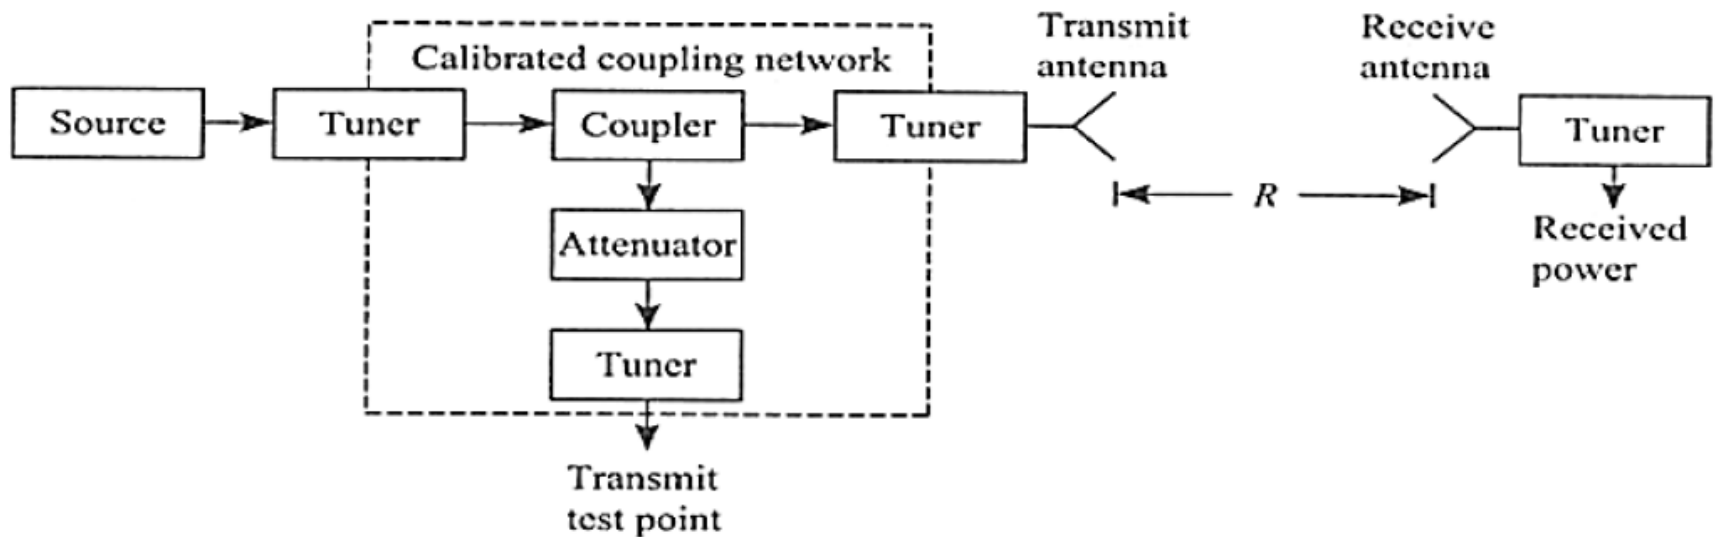 Transmit
antenna
Receive
antenna
Calibrated coupling network
Source
Tuner
Coupler
Tuner
Tuner
R
Attenuator
Received
power
Tuner
Transmit
test point